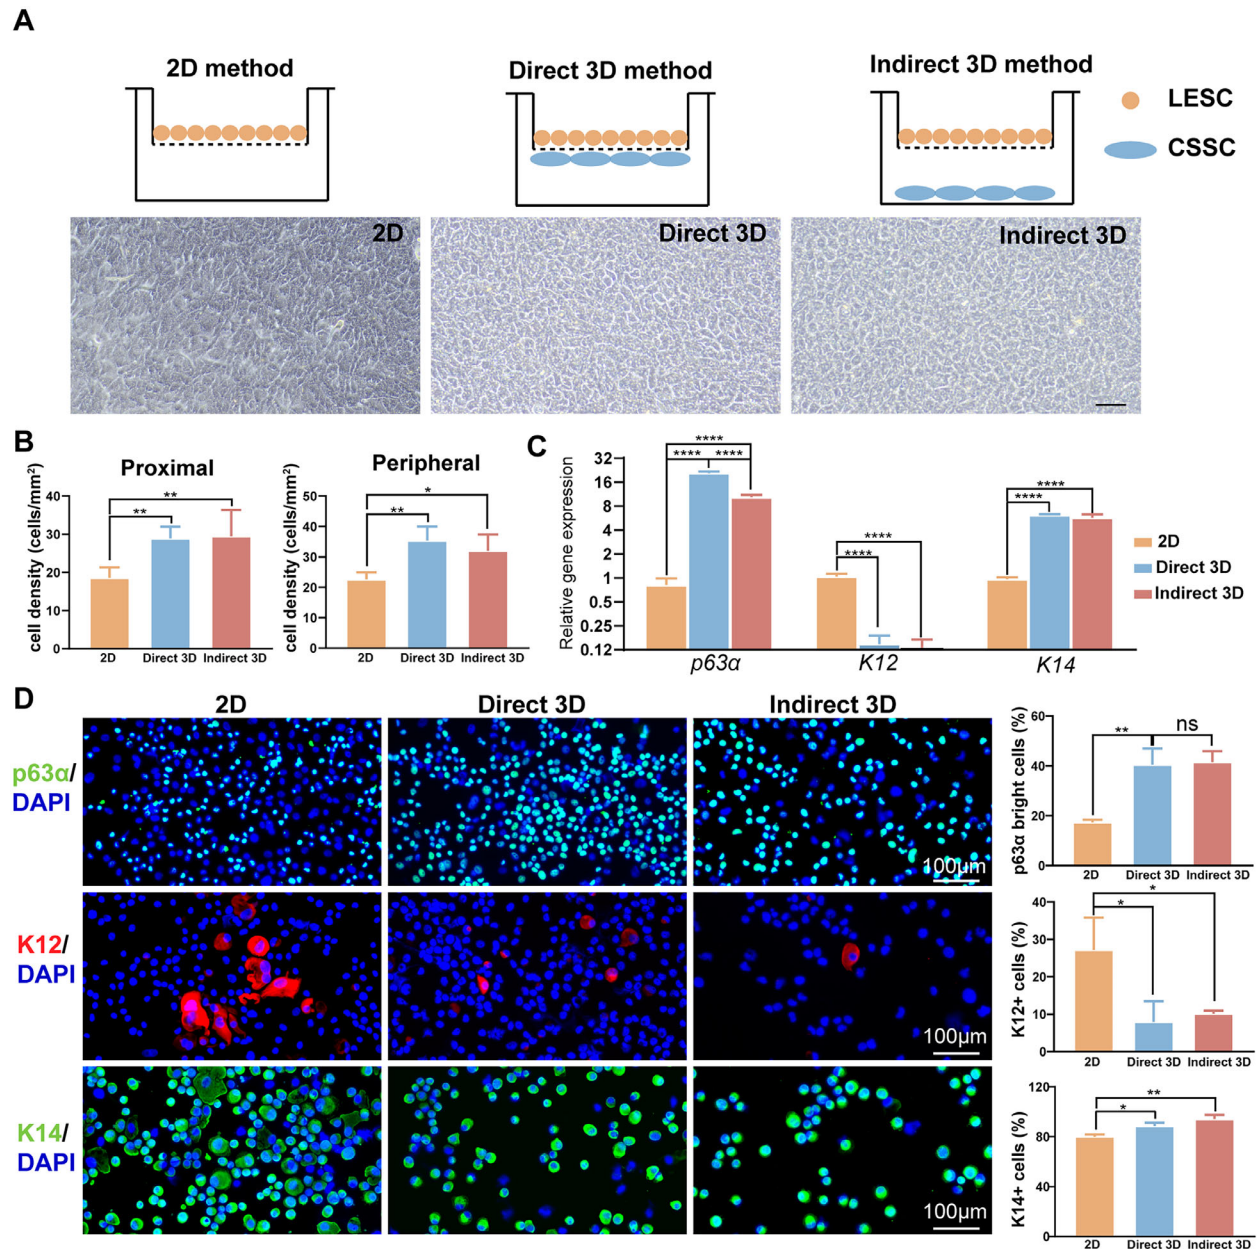 A
2D method
Direct 3D method
Indirect 3D method
LESC
CSSC
2D
Direct 3D
Indirect 3D
B
Proximal
cell density (cells/mm²)
40
30
20
10
0
** **
2D Direct 3D Indirect 3D
Peripheral
cell density (cells/mm²)
50
40
30
20
10
0
* **
2D Direct 3D Indirect 3D
C
Relative gene expression
32
16
8
4
2
1
0.5
0.25
0.12
****
**** ****
****
****
****
****
p63α K12 K14
2D
Direct 3D
Indirect 3D
D
2D Direct 3D Indirect 3D
p63α/
DAPI
100μm
p63α bright cells (%)
60
40
20
0
** ns
2D Direct 3D Indirect 3D
K12/
DAPI
100μm
K12+ cells (%)
40
30
20
10
0
*
*
2D Direct 3D Indirect 3D
K14/
DAPI
100μm
K14+ cells (%)
120
80
40
0
**
*
2D Direct 3D Indirect 3D